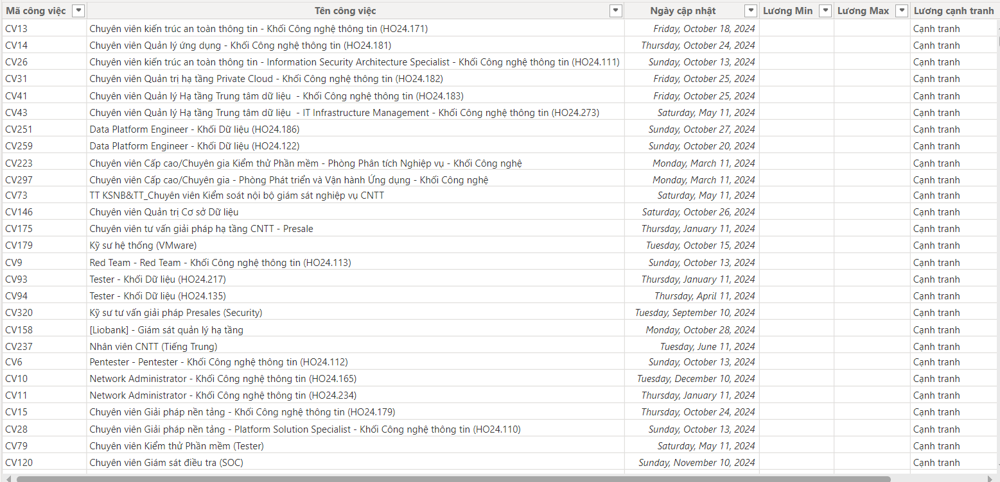 Mã công việc Tên công việc Ngày cập nhật Lương Min Lương Max Lương cạnh tranh
CV13 Chuyên viên kiến trúc an toàn thông tin - Khối Công nghệ thông tin (HO24.171) Friday, October 18, 2024 Cạnh tranh
CV14 Chuyên viên Quản lý ứng dụng - Khối Công nghệ thông tin (HO24.181) Thursday, October 24, 2024 Cạnh tranh
CV26 Chuyên viên kiến trúc an toàn thông tin - Information Security Architecture Specialist - Khối Công nghệ thông tin (HO24.111) Sunday, October 13, 2024 Cạnh tranh
CV31 Chuyên viên Quản trị hạ tầng Private Cloud - Khối Công nghệ thông tin (HO24.182) Friday, October 25, 2024 Cạnh tranh
CV41 Chuyên viên Quản lý Hạ tầng Trung tâm dữ liệu - Khối Công nghệ thông tin (HO24.183) Friday, October 25, 2024 Cạnh tranh
CV43 Chuyên viên Quản lý Hạ tầng Trung tâm dữ liệu - IT Infrastructure Management - Khối Công nghệ thông tin (HO24.273) Saturday, May 11, 2024 Cạnh tranh
CV251 Data Platform Engineer - Khối Dữ liệu (HO24.186) Sunday, October 27, 2024 Cạnh tranh
CV259 Data Platform Engineer - Khối Dữ liệu (HO24.122) Sunday, October 20, 2024 Cạnh tranh
CV223 Chuyên viên Cấp cao/Chuyên gia Kiểm thử Phần mềm - Phòng Phân tích Nghiệp vụ - Khối Công nghệ Monday, March 11, 2024 Cạnh tranh
CV297 Chuyên viên Cấp cao/Chuyên gia - Phòng Phát triển và Vận hành Ứng dụng - Khối Công nghệ Monday, March 11, 2024 Cạnh tranh
CV73 TT KSNB&TT_Chuyên viên Kiểm soát nội bộ giám sát nghiệp vụ CNTT Saturday, May 11, 2024 Cạnh tranh
CV146 Chuyên viên Quản trị Cơ sở Dữ liệu Saturday, October 26, 2024 Cạnh tranh
CV175 Chuyên viên tư vấn giải pháp hạ tầng CNTT - Presale Thursday, January 11, 2024 Cạnh tranh
CV179 Kỹ sư hệ thống (VMware) Tuesday, October 15, 2024 Cạnh tranh
CV9 Red Team - Red Team - Khối Công nghệ thông tin (HO24.113) Sunday, October 13, 2024 Cạnh tranh
CV93 Tester - Khối Dữ liệu (HO24.217) Thursday, January 11, 2024 Cạnh tranh
CV94 Tester - Khối Dữ liệu (HO24.135) Thursday, April 11, 2024 Cạnh tranh
CV320 Kỹ sư tư vấn giải pháp Presales (Security) Tuesday, September 10, 2024 Cạnh tranh
CV158 [Liobank] - Giám sát quản lý hạ tầng Monday, October 28, 2024 Cạnh tranh
CV237 Nhân viên CNTT (Tiếng Trung) Tuesday, June 11, 2024 Cạnh tranh
CV6 Pentester - Pentester - Khối Công nghệ thông tin (HO24.112) Sunday, October 13, 2024 Cạnh tranh
CV10 Network Administrator - Khối Công nghệ thông tin (HO24.165) Tuesday, December 10, 2024 Cạnh tranh
CV11 Network Administrator - Khối Công nghệ thông tin (HO24.234) Thursday, January 11, 2024 Cạnh tranh
CV15 Chuyên viên Giải pháp nền tảng - Khối Công nghệ thông tin (HO24.179) Thursday, October 24, 2024 Cạnh tranh
CV28 Chuyên viên Giải pháp nền tảng - Platform Solution Specialist - Khối Công nghệ thông tin (HO24.110) Sunday, October 13, 2024 Cạnh tranh
CV79 Chuyên viên Kiểm thử Phần mềm (Tester) Saturday, May 11, 2024 Cạnh tranh
CV120 Chuyên viên Giám sát điều tra (SOC) Sunday, November 10, 2024 Cạnh tranh